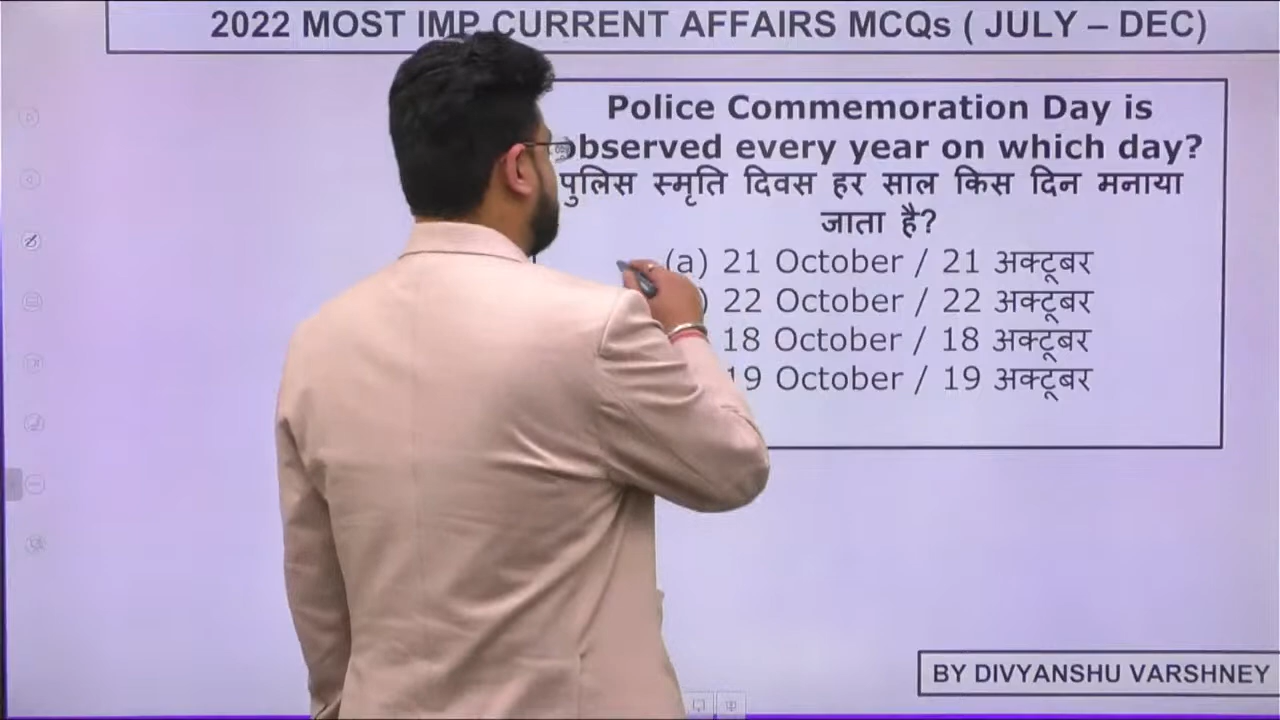 2022 MOST IMP CURRENT AFFAIRS MCQs ( JULY – DEC)
Police Commemoration Day is
observed every year on which day?
पुलिस स्मृति दिवस हर साल किस दिन मनाया
जाता है?
(a) 21 October / 21 अक्टूबर
) 22 October / 22 अक्टूबर
18 October / 18 अक्टूबर
19 October / 19 अक्टूबर
BY DIVYANSHU VARSHNEY